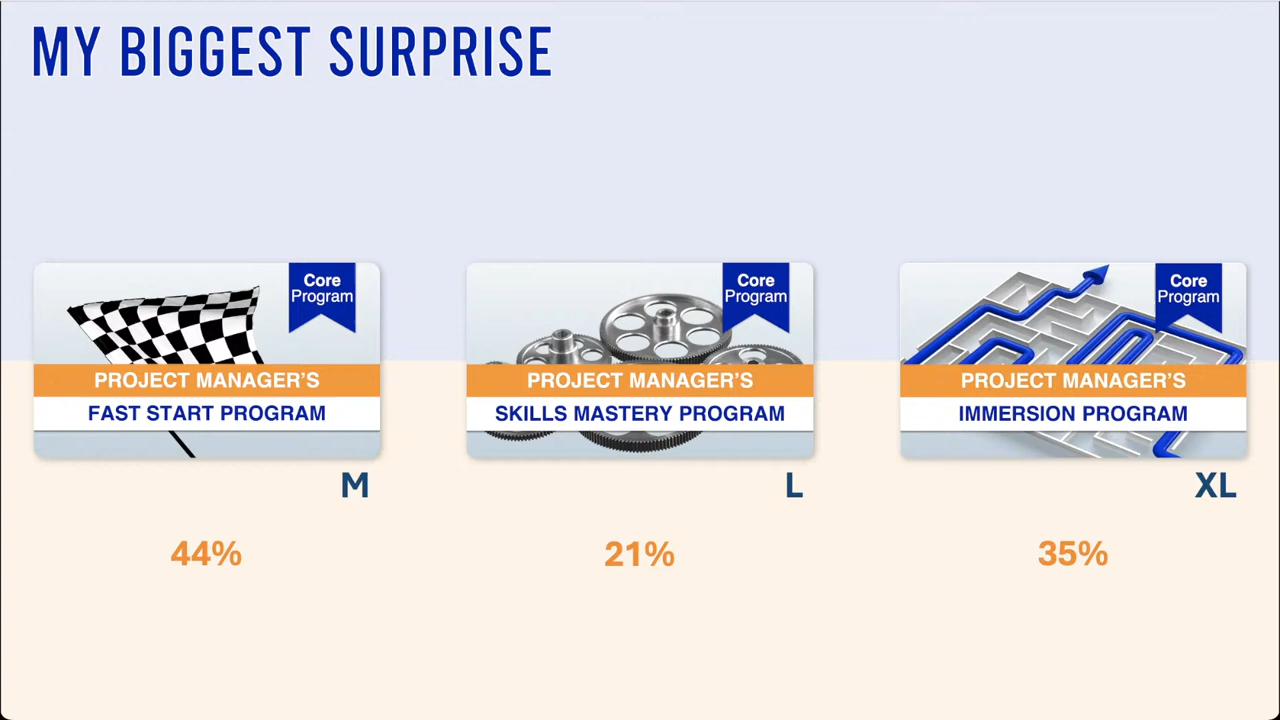 MY BIGGEST SURPRISE
Core
Program
PROJECT MANAGER’S
FAST START PROGRAM
M
44%
Core
Program
PROJECT MANAGER’S
SKILLS MASTERY PROGRAM
L
21%
Core
Program
PROJECT MANAGER’S
IMMERSION PROGRAM
XL
35%